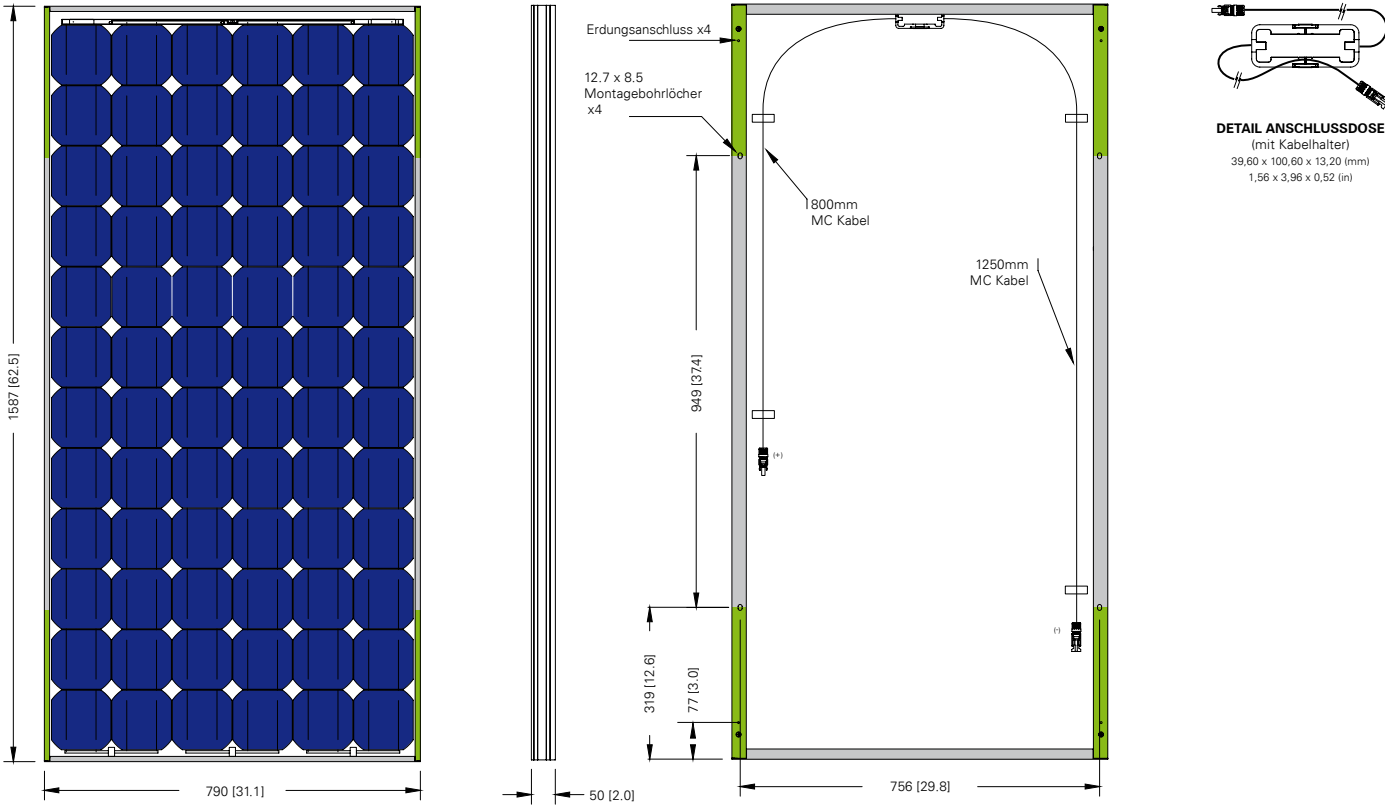 1587 [62.5]
790 [31.1]
50 [2.0]
Erdungsanschluss x4
12.7 x 8.5
Montagebohrlöcher
x4
800mm
MC Kabel
1250mm
MC Kabel
949 [37.4]
(+)
(-)
319 [12.6]
77 [3.0]
756 [29.8]
DETAIL ANSCHLUSSDOSE
(mit Kabelhalter)
39,60 x 100,60 x 13,20 (mm)
1,56 x 3,96 x 0,52 (in)